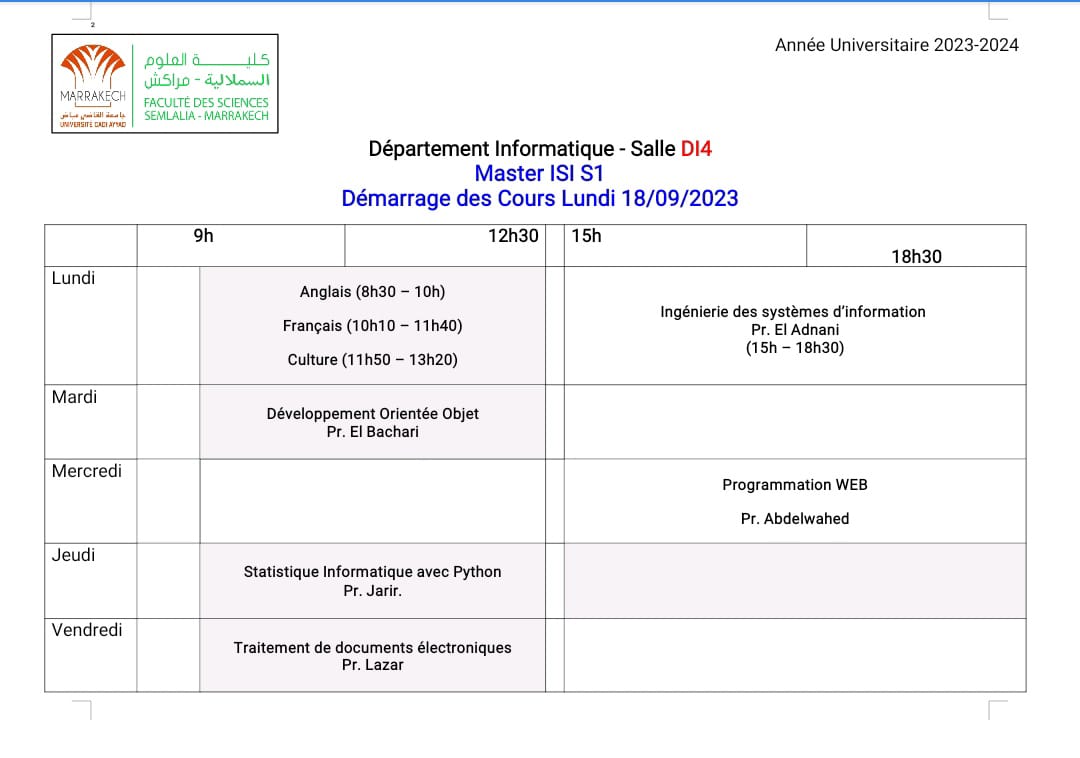 2
Année Universitaire 2023-2024
كليـــــــــة العلوم
السملالية - مراكش
MARRAKECH
FACULTÉ DES SCIENCES
SEMLALIA - MARRAKECH
جامعة القاضي عياض
UNIVERSITÉ CADI AYYAD
Département Informatique - Salle DI4
Master ISI S1
Démarrage des Cours Lundi 18/09/2023
9h 12h30 15h
18h30
Lundi
Anglais (8h30 – 10h)
Français (10h10 – 11h40)
Culture (11h50 – 13h20)
Ingénierie des systèmes d’information
Pr. El Adnani
(15h – 18h30)
Mardi
Développement Orientée Objet
Pr. El Bachari
Mercredi
Programmation WEB
Pr. Abdelwahed
Jeudi
Statistique Informatique avec Python
Pr. Jarir.
Vendredi
Traitement de documents électroniques
Pr. Lazar